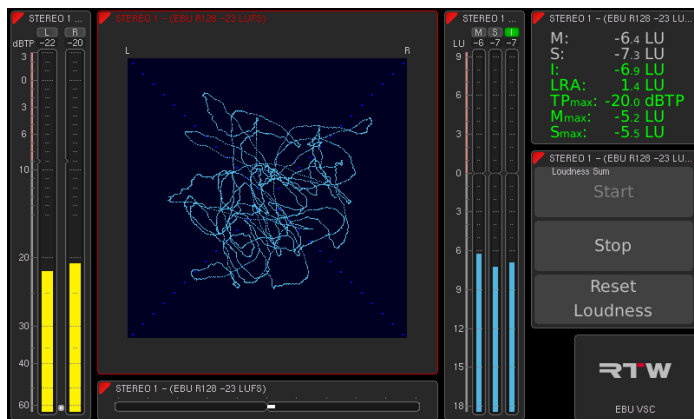 STEREO 1 ...
L R
dBTP -22 -20
3
0
3
6
10
20
30
40
60
STEREO 1 - (EBU R128 -23 LUFS)
L R
STEREO 1 - (EBU R128 -23 LUFS)
STEREO 1 ...
M S I
LU -6 -7 -7
9
6
3
0
3
6
9
12
15
18
STEREO 1 - (EBU R128 -23 LU...
M: -6.4 LU
S: -7.3 LU
I: -6.9 LU
LRA: 1.4 LU
TPmax: -20.0 dBTP
Mmax: -5.2 LU
Smax: -5.5 LU
STEREO 1 - (EBU R128 -23 LU...
Loudness Sum
Start
Stop
Reset
Loudness
RTW
EBU VSC